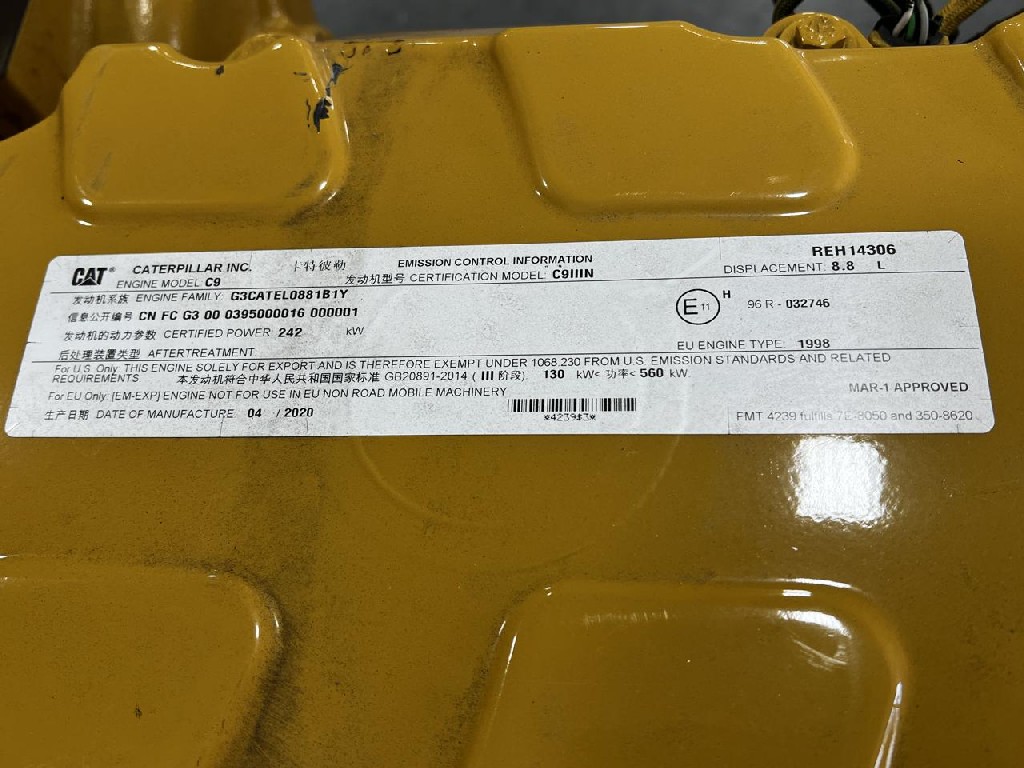 CAT® CATERPILLAR INC. 卡特彼勒 EMISSION CONTROL INFORMATION REH14306
ENGINE MODEL: C9 发动机型号 CERTIFICATION MODEL: C9IIIN DISPLACEMENT: 8.8 L
发动机系族 ENGINE FAMILY: G3CATEL0881B1Y
信息公开编号 CN FC G3 00 0395000016 000001
E 11 H 96 R - 032746
发动机的动力参数 CERTIFIED POWER: 242 kW
EU ENGINE TYPE: 1998
后处理装置类型 AFTERTREATMENT
For U.S. Only: THIS ENGINE SOLELY FOR EXPORT AND IS THEREFORE EXEMPT UNDER 1068.230 FROM U.S. EMISSION STANDARDS AND RELATED
REQUIREMENTS 本发动机符合中华人民共和国国家标准 GB20891-2014 ( III 阶段). 130 kW< 功率< 560 kW.
For EU Only: [EM-EXP] ENGINE NOT FOR USE IN EU NON ROAD MOBILE MACHINERY
MAR-1 APPROVED
生产日期 DATE OF MANUFACTURE 04 / 2020
*4239$3*
FMT 4239 fulfills 7E-8050 and 350-8620